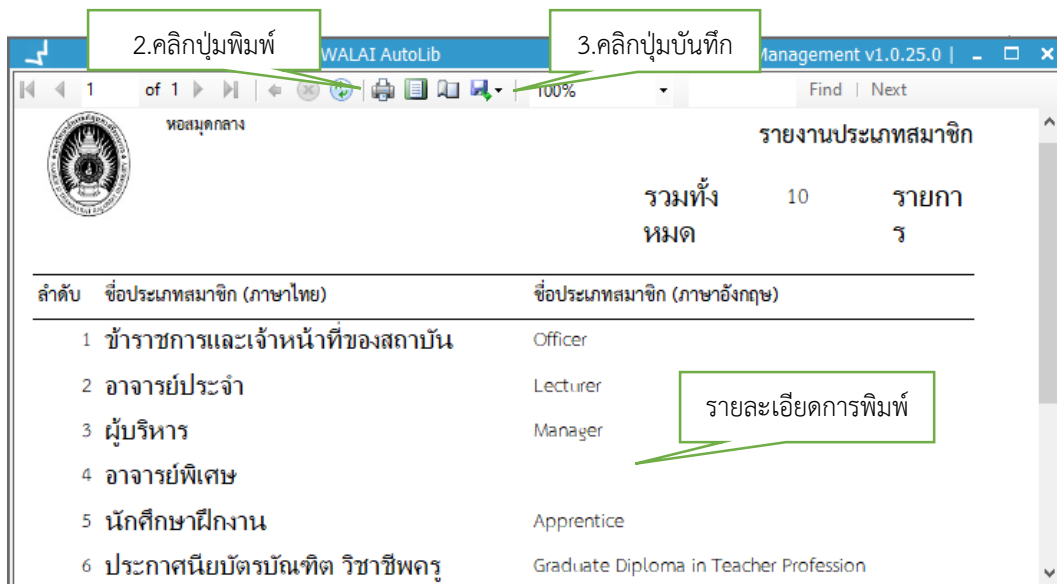 2.คลิกปุ่มพิมพ์
3.คลิกปุ่มบันทึก
WALAI AutoLib
Management v1.0.25.0 |
1 of 1
100%
Find | Next
หอสมุดกลาง
รายงานประเภทสมาชิก
รวมทั้ง 10 รายกา
หมด ร
ลำดับ ชื่อประเภทสมาชิก (ภาษาไทย) ชื่อประเภทสมาชิก (ภาษาอังกฤษ)
1 ข้าราชการและเจ้าหน้าที่ของสถาบัน Officer
2 อาจารย์ประจำ Lecturer
รายละเอียดการพิมพ์
3 ผู้บริหาร Manager
4 อาจารย์พิเศษ
5 นักศึกษาฝึกงาน Apprentice
6 ประกาศนียบัตรบัณฑิต วิชาชีพครู Graduate Diploma in Teacher Profession